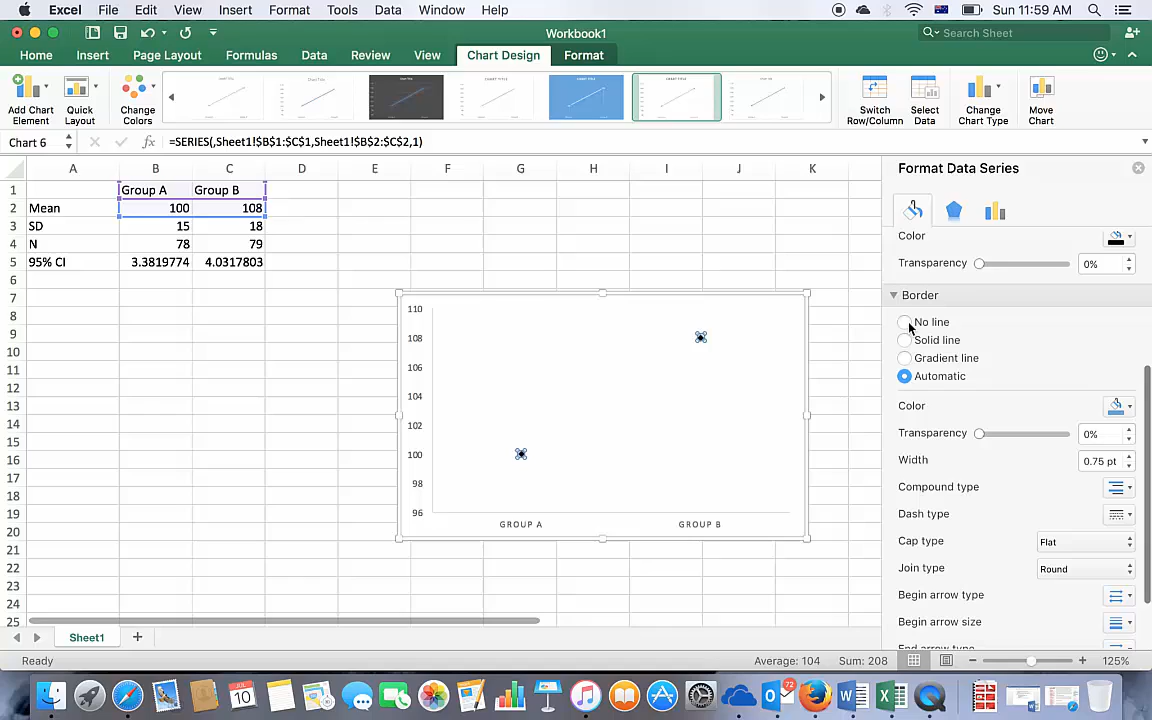 Excel File Edit View Insert Format Tools Data Window Help Sun 11:59 AM
Workbook1
Search Sheet
Home Insert Page Layout Formulas Data Review View Chart Design Format
Add Chart Element
Quick Layout
Change Colors
Switch Row/Column
Select Data
Change Chart Type
Move Chart
Chart 6 fx =SERIES(,Sheet1!$B$1:$C$1,Sheet1!$B$2:$C$2,1)
A B C D E F G H I J K
1 Group A Group B
2 Mean 100 108
3 SD 15 18
4 N 78 79
5 95% CI 3.3819774 4.0317803
6
7
8
9
10
11
12
13
14
15
16
17
18
19
20
21
22
23
24
25
110
108
106
104
102
100
98
96
GROUP A GROUP B
Format Data Series
Color
Transparency 0%
Border
No line
Solid line
Gradient line
Automatic
Color
Transparency 0%
Width 0.75 pt
Compound type
Dash type
Cap type Flat
Join type Round
Begin arrow type
Begin arrow size
End arrow type
Sheet1
Ready Average: 104 Sum: 208 125%
10
72